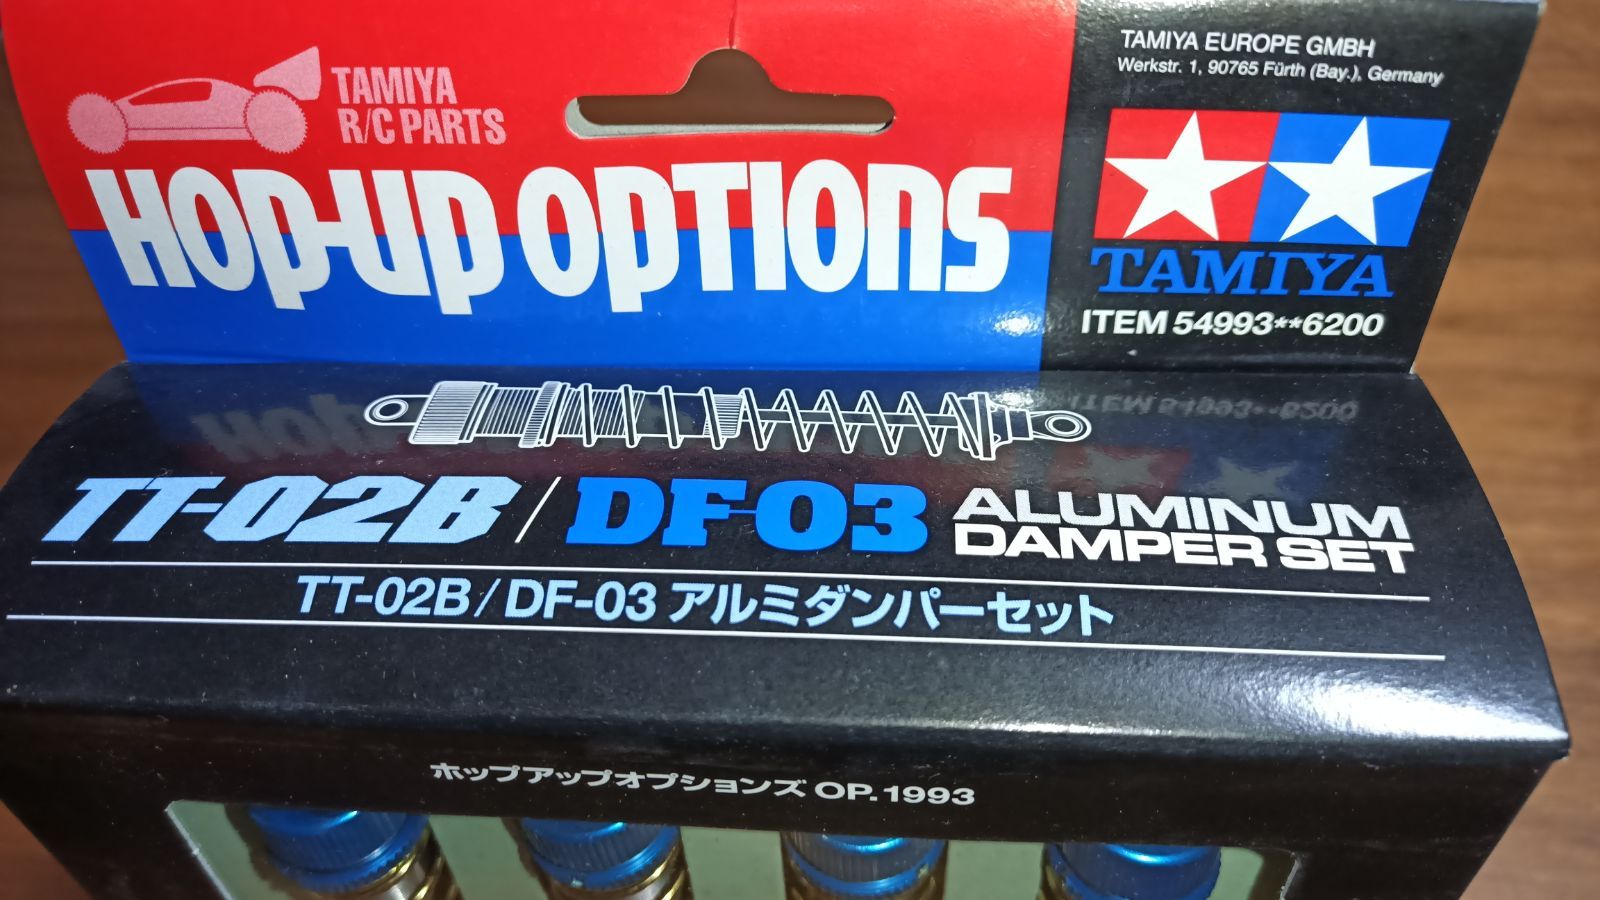 TAMIYA
R/C PARTS
HOP-UP OPTIONS
TAMIYA EUROPE GMBH
Werkstr. 1, 90765 Fürth (Bay.), Germany
TAMIYA
ITEM 54993**6200
TT-02B / DF-03 ALUMINUM
DAMPER SET
TT-02B / DF-03 アルミダンパーセット
ホップアップオプションズ OP.1993